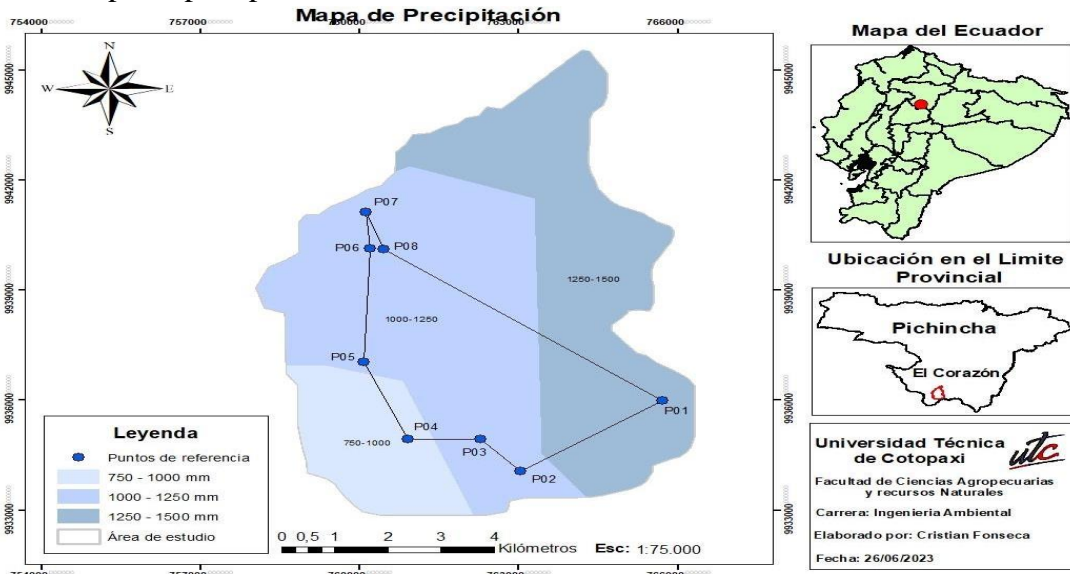 Mapa de Precipitación
754000
757000
766000
9945000
9942000
9939000
9936000
9933000
N
W
E
S
P07
P06
P08
1250-1500
1000-1250
P05
P01
P04
750-1000
P03
P02
Leyenda
Puntos de referencia
750 - 1000 mm
1000 - 1250 mm
1250 - 1500 mm
Área de estudio
0 0,5 1 2 3 4
Kilómetros
Esc: 1:75.000
Mapa del Ecuador
Ubicación en el Limite
Provincial
Pichincha
El Corazón
Universidad Técnica
de Cotopaxi
utc
Facultad de Ciencias Agropecuarias
y recursos Naturales
Carrera: Ingenieria Ambiental
Elaborado por: Cristian Fonseca
Fecha: 26/06/2023